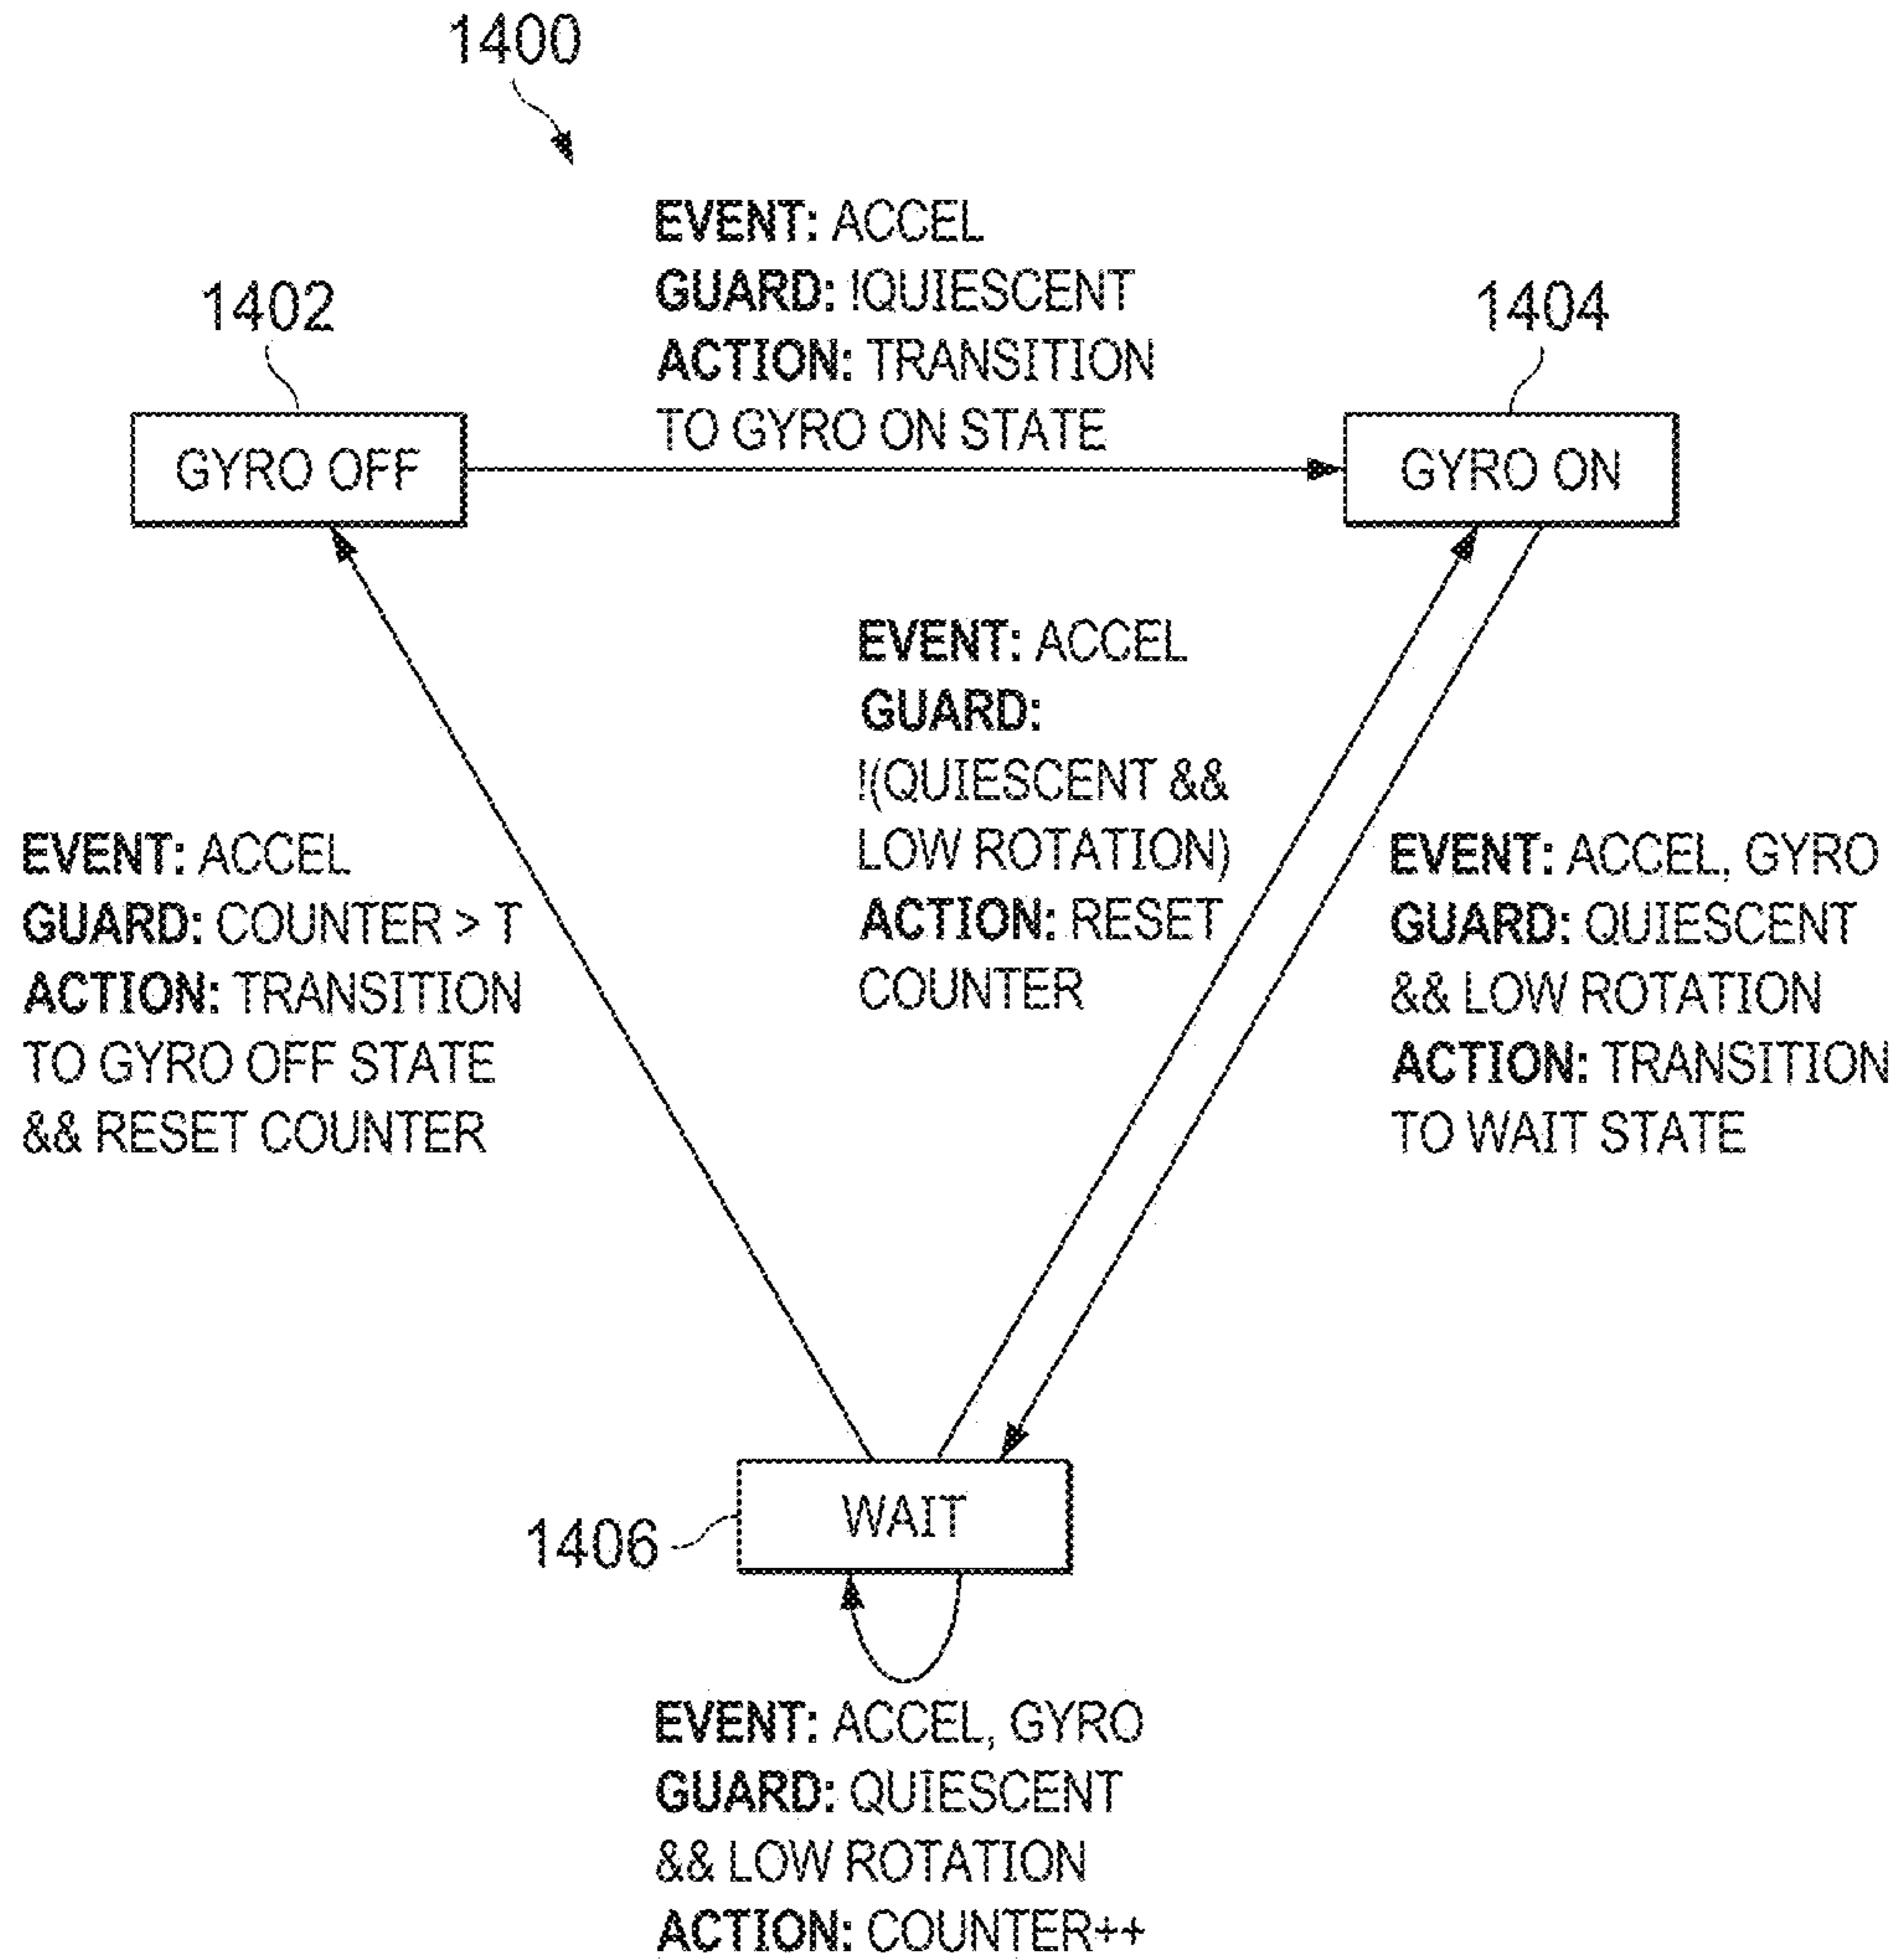 1400
EVENT: ACCEL
GUARD: !QUIESCENT
ACTION: TRANSITION
TO GYRO ON STATE
1402
1404
GYRO OFF
GYRO ON
EVENT: ACCEL
GUARD:
!(QUIESCENT &&
LOW ROTATION)
ACTION: RESET
COUNTER
EVENT: ACCEL
GUARD: COUNTER > T
ACTION: TRANSITION
TO GYRO OFF STATE
&& RESET COUNTER
EVENT: ACCEL, GYRO
GUARD: QUIESCENT
&& LOW ROTATION
ACTION: TRANSITION
TO WAIT STATE
WAIT
1406
EVENT: ACCEL, GYRO
GUARD: QUIESCENT
&& LOW ROTATION
ACTION: COUNTER++